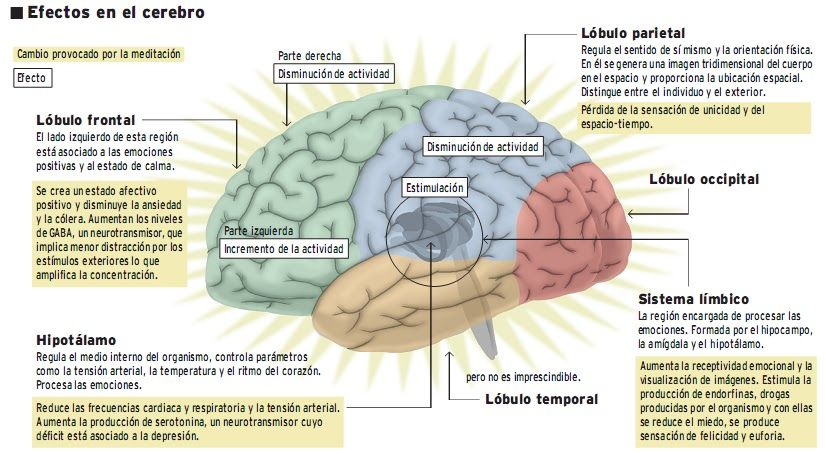 Efectos en el cerebro
Cambio provocado por la meditación
Efecto
Parte derecha
Disminución de actividad
Lóbulo parietal
Regula el sentido de sí mismo y la orientación física.
En él se genera una imagen tridimensional del cuerpo
en el espacio y proporciona la ubicación espacial.
Distingue entre el individuo y el exterior.
Pérdida de la sensación de unicidad y del
espacio-tiempo.
Lóbulo frontal
El lado izquierdo de esta región
está asociado a las emociones
positivas y al estado de calma.
Se crea un estado afectivo
positivo y disminuye la ansiedad
y la cólera. Aumentan los niveles
de GABA, un neurotransmisor, que
implica menor distracción por los
estímulos exteriores lo que
amplifica la concentración.
Disminución de actividad
Estimulación
Parte izquierda
Incremento de la actividad
Lóbulo occipital
Sistema límbico
La región encargada de procesar las
emociones. Formada por el hipocampo,
la amígdala y el hipotálamo.
Aumenta la receptividad emocional y la
visualización de imágenes. Estimula la
producción de endorfinas, drogas
producidas por el organismo y con ellas
se reduce el miedo, se produce
sensación de felicidad y euforia.
Hipotálamo
Regula el medio interno del organismo, controla parámetros
como la tensión arterial, la temperatura y el ritmo del corazón.
Procesa las emociones.
Reduce las frecuencias cardiaca y respiratoria y la tensión arterial.
Aumenta la producción de serotonina, un neurotransmisor cuyo
déficit está asociado a la depresión.
pero no es imprescindible.
Lóbulo temporal